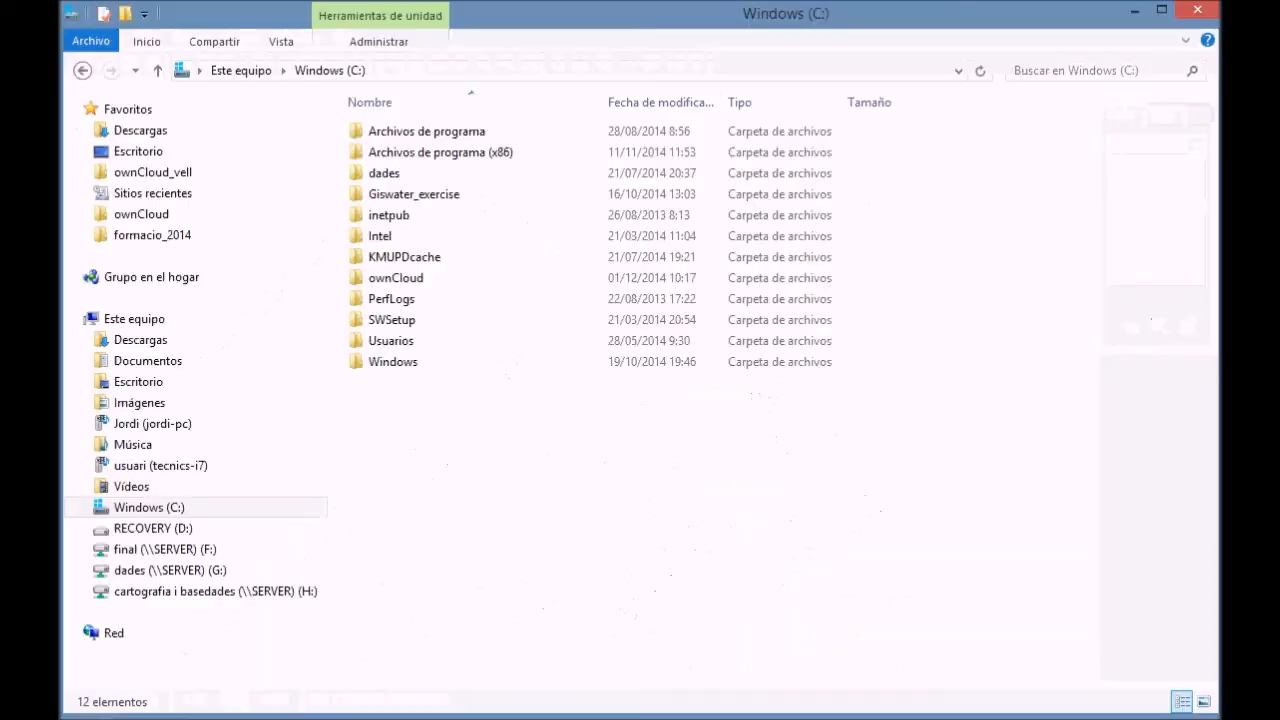 Herramientas de unidad
Windows (C:)
Archivo
Inicio
Compartir
Vista
Administrar
Este equipo
Windows (C:)
Buscar en Windows (C:)
Nombre
Fecha de modifica...
Tipo
Tamaño
Favoritos
Descargas
Escritorio
ownCloud_vell
Sitios recientes
ownCloud
formacio_2014
Grupo en el hogar
Este equipo
Descargas
Documentos
Escritorio
Imágenes
Jordi (jordi-pc)
Música
usuari (tecnics-i7)
Vídeos
Windows (C:)
RECOVERY (D:)
final (\\SERVER) (F:)
dades (\\SERVER) (G:)
cartografia i basedades (\\SERVER) (H:)
Red
Archivos de programa 28/08/2014 8:56 Carpeta de archivos
Archivos de programa (x86) 11/11/2014 11:53 Carpeta de archivos
dades 21/07/2014 20:37 Carpeta de archivos
Giswater_exercise 16/10/2014 13:03 Carpeta de archivos
inetpub 26/08/2013 8:13 Carpeta de archivos
Intel 21/03/2014 11:04 Carpeta de archivos
KMUPDcache 21/07/2014 19:21 Carpeta de archivos
ownCloud 01/12/2014 10:17 Carpeta de archivos
PerfLogs 22/08/2013 17:22 Carpeta de archivos
SWSetup 21/03/2014 20:54 Carpeta de archivos
Usuarios 28/05/2014 9:30 Carpeta de archivos
Windows 19/10/2014 19:46 Carpeta de archivos
12 elementos